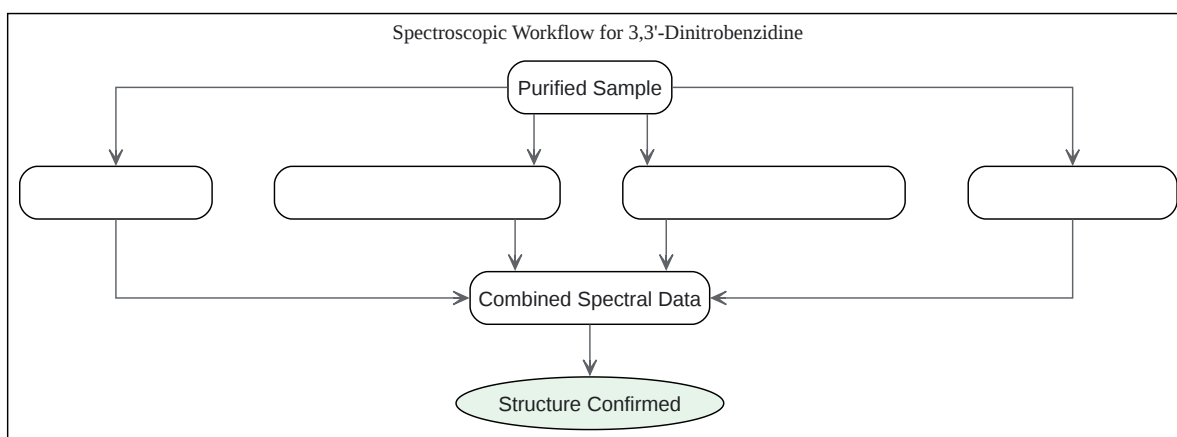 Spectroscopic Workflow for 3,3'-Dinitrobenzidine
Purified Sample
Combined Spectral Data
Structure Confirmed